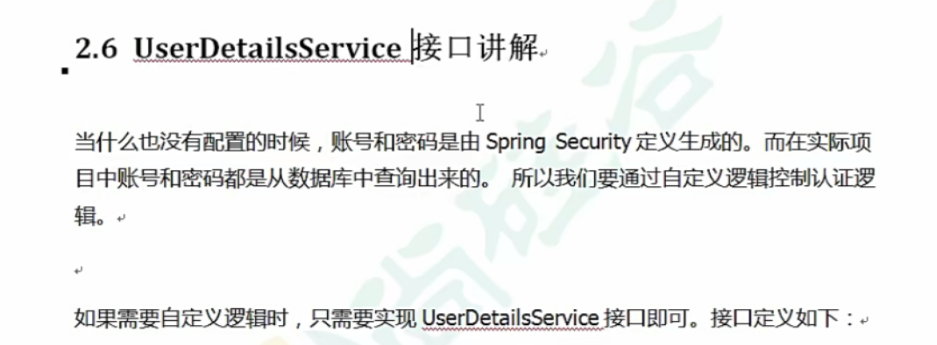 2.6 UserDetailsService 接口讲解
当什么也没有配置的时候，账号和密码是由 Spring Security 定义生成的。而在实际项
目中账号和密码都是从数据库中查询出来的。 所以我们要通过自定义逻辑控制认证逻
辑。
如果需要自定义逻辑时，只需要实现 UserDetailsService 接口即可。接口定义如下：